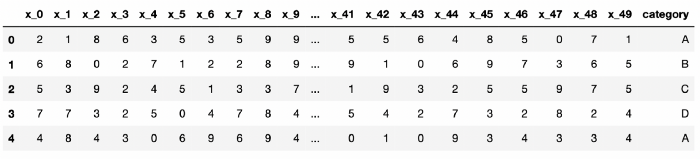 x_0 x_1 x_2 x_3 x_4 x_5 x_6 x_7 x_8 x_9 ... x_41 x_42 x_43 x_44 x_45 x_46 x_47 x_48 x_49 category
0 2 1 8 6 3 5 3 5 9 9 ... 5 5 6 4 8 5 0 7 1 A
1 6 8 0 2 7 1 2 2 8 9 ... 9 1 0 6 9 7 3 6 5 B
2 5 3 9 2 4 5 1 3 3 7 ... 1 9 3 2 5 5 9 7 5 C
3 7 7 3 2 5 0 4 7 8 4 ... 5 4 2 7 3 2 8 2 4 D
4 4 8 4 3 0 6 9 6 9 4 ... 0 1 0 9 3 4 3 3 4 A